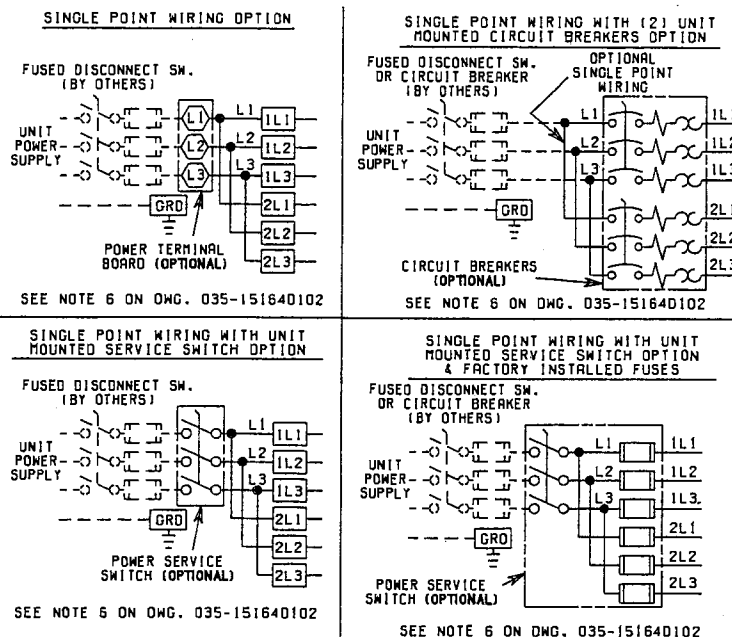 SINGLE POINT WIRING OPTION
FUSED DISCONNECT SW.
(BY OTHERS)
L1
L1
1L1
UNIT
POWER
SUPPLY
L2
L2
1L2
L3
L3
1L3
GRD
2L1
2L2
2L3
POWER TERMINAL
BOARD (OPTIONAL)
SEE NOTE 6 ON DWG. 035-15164D102
SINGLE POINT WIRING WITH (2) UNIT
MOUNTED CIRCUIT BREAKERS OPTION
FUSED DISCONNECT SW.
OR CIRCUIT BREAKER
(BY OTHERS)
OPTIONAL
SINGLE POINT
WIRING
L1
1L1
UNIT
POWER
SUPPLY
L2
1L2
L3
1L3
GRD
2L1
2L2
2L3
CIRCUIT BREAKERS
(OPTIONAL)
SEE NOTE 6 ON DWG. 035-15164D102
SINGLE POINT WIRING WITH UNIT
MOUNTED SERVICE SWITCH OPTION
FUSED DISCONNECT SW.
(BY OTHERS)
L1
1L1
UNIT
POWER
SUPPLY
L2
1L2
L3
1L3
GRD
2L1
2L2
2L3
POWER SERVICE
SWITCH (OPTIONAL)
SEE NOTE 6 ON DWG. 035-15164D102
SINGLE POINT WIRING WITH UNIT
MOUNTED SERVICE SWITCH OPTION
& FACTORY INSTALLED FUSES
FUSED DISCONNECT SW.
OR CIRCUIT BREAKER
(BY OTHERS)
L1
1L1
UNIT
POWER
SUPPLY
L2
1L2
L3
1L3
GRD
2L1
2L2
2L3
POWER SERVICE
SWITCH (OPTIONAL)
SEE NOTE 6 ON DWG. 035-15164D102